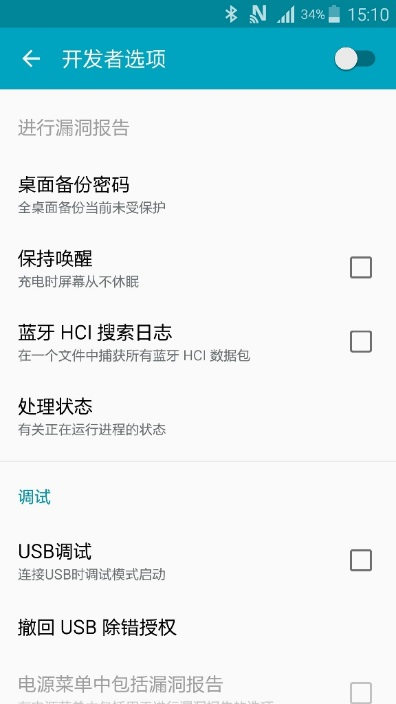 34% 15:10
开发者选项
进行漏洞报告
桌面备份密码
全桌面备份当前未受保护
保持唤醒
充电时屏幕从不休眠
蓝牙 HCI 搜索日志
在一个文件中捕获所有蓝牙 HCI 数据包
处理状态
有关正在运行进程的状态
调试
USB调试
连接USB时调试模式启动
撤回 USB 除错授权
电源菜单中包括漏洞报告